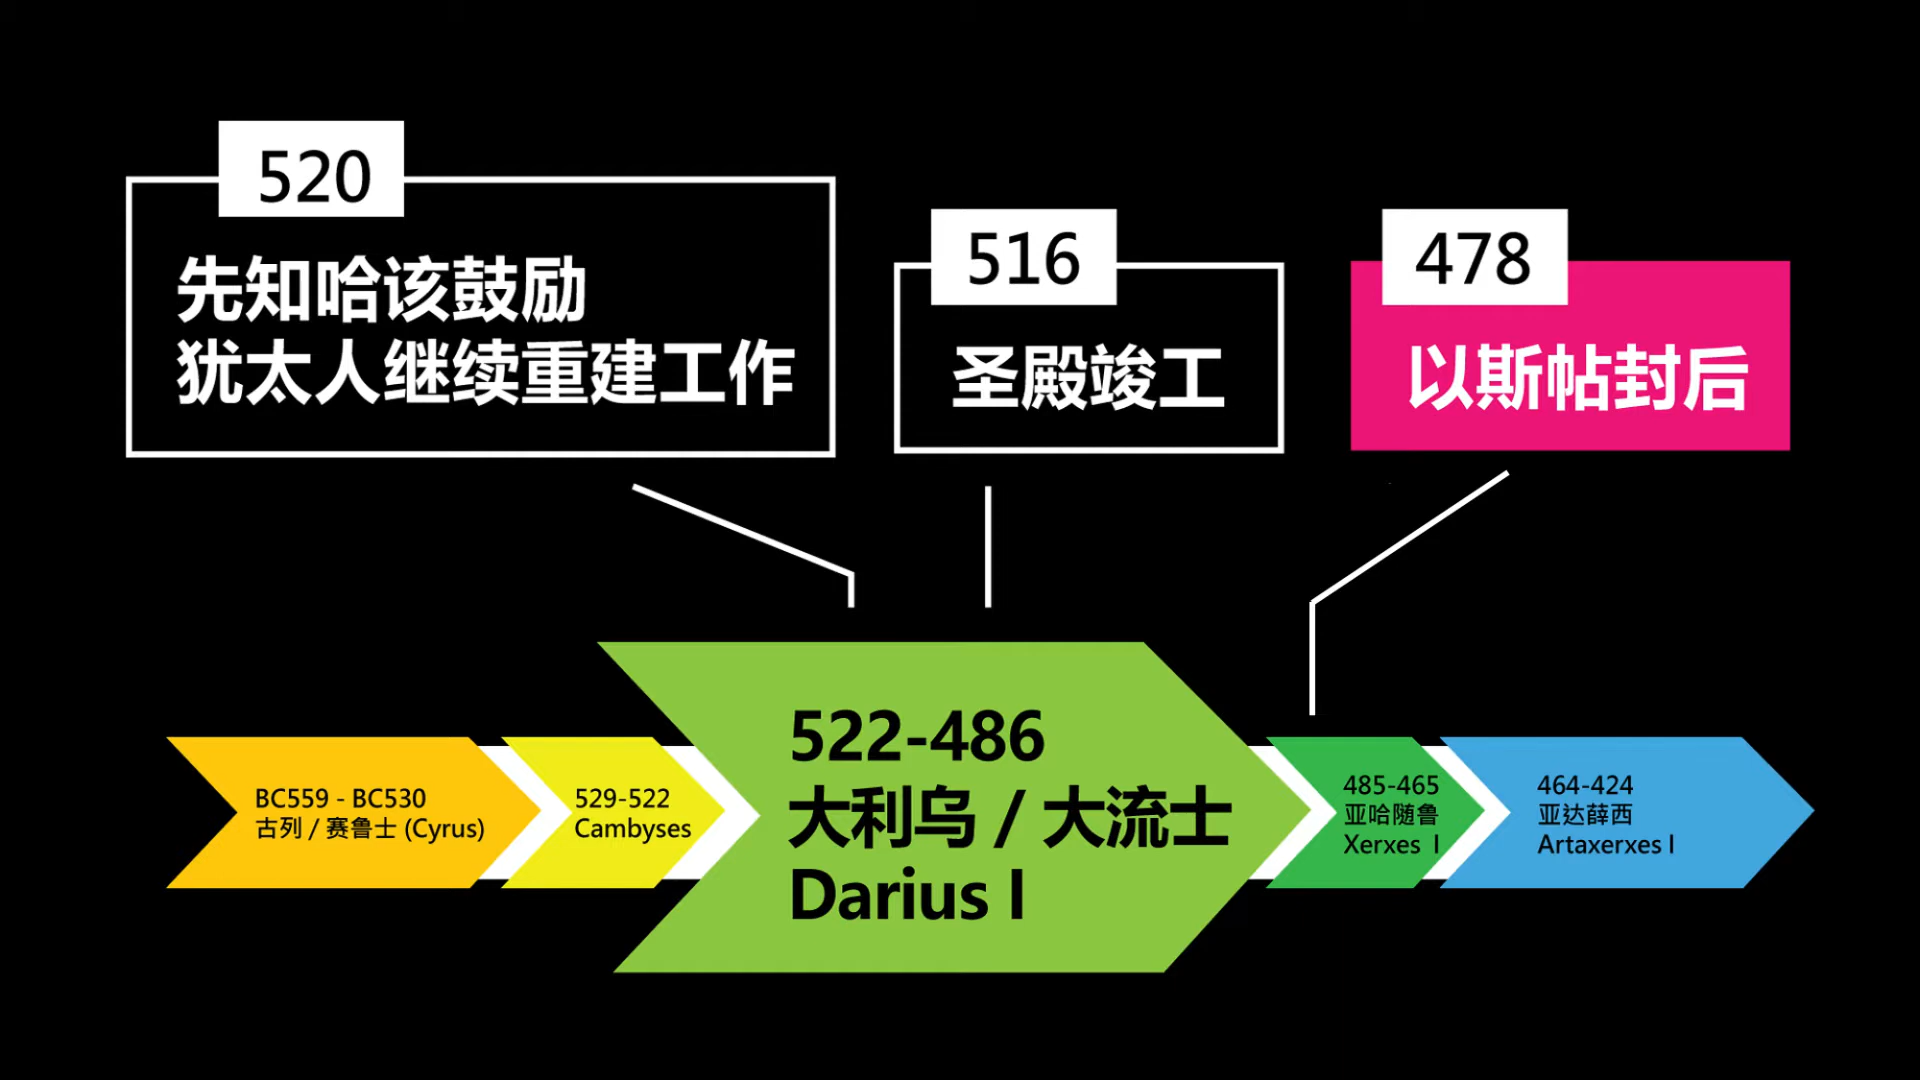 520
先知哈该鼓励
犹太人继续重建工作
516
圣殿竣工
478
以斯帖封后
BC559 - BC530
古列 / 赛鲁士 (Cyrus)
529-522
Cambyses
522-486
大利乌 / 大流士
Darius I
485-465
亚哈随鲁
Xerxes I
464-424
亚达薛西
Artaxerxes I